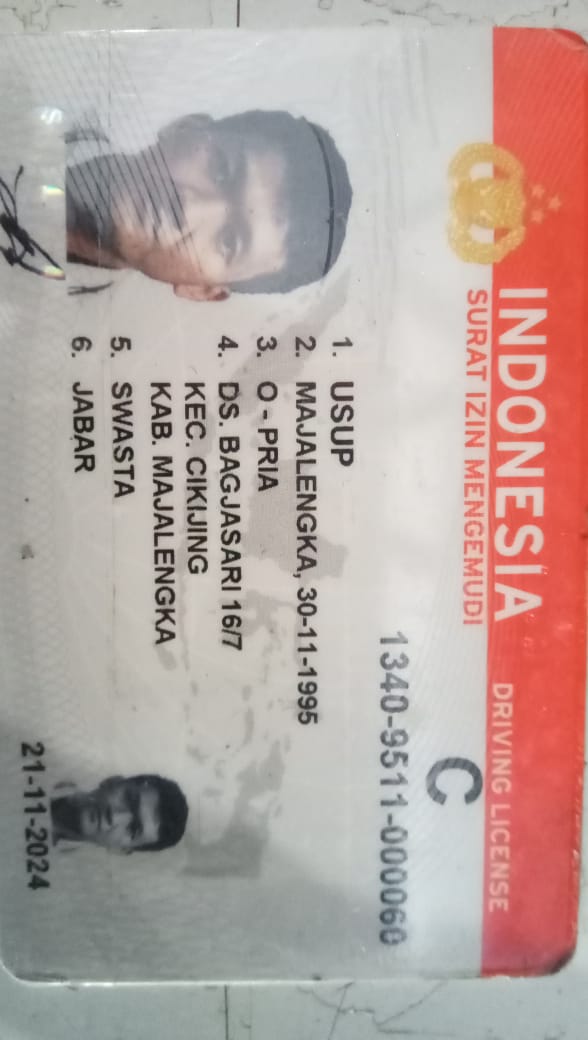 INDONESIA DRIVING LICENSE
SURAT IZIN MENGEMUDI
C
1340-9511-000060
1. USUP
2. MAJALENGKA, 30-11-1995
3. O - PRIA
4. DS. BAGJASARI 16/7
KEC. CIKIJING
KAB. MAJALENGKA
5. SWASTA
6. JABAR
21-11-2024